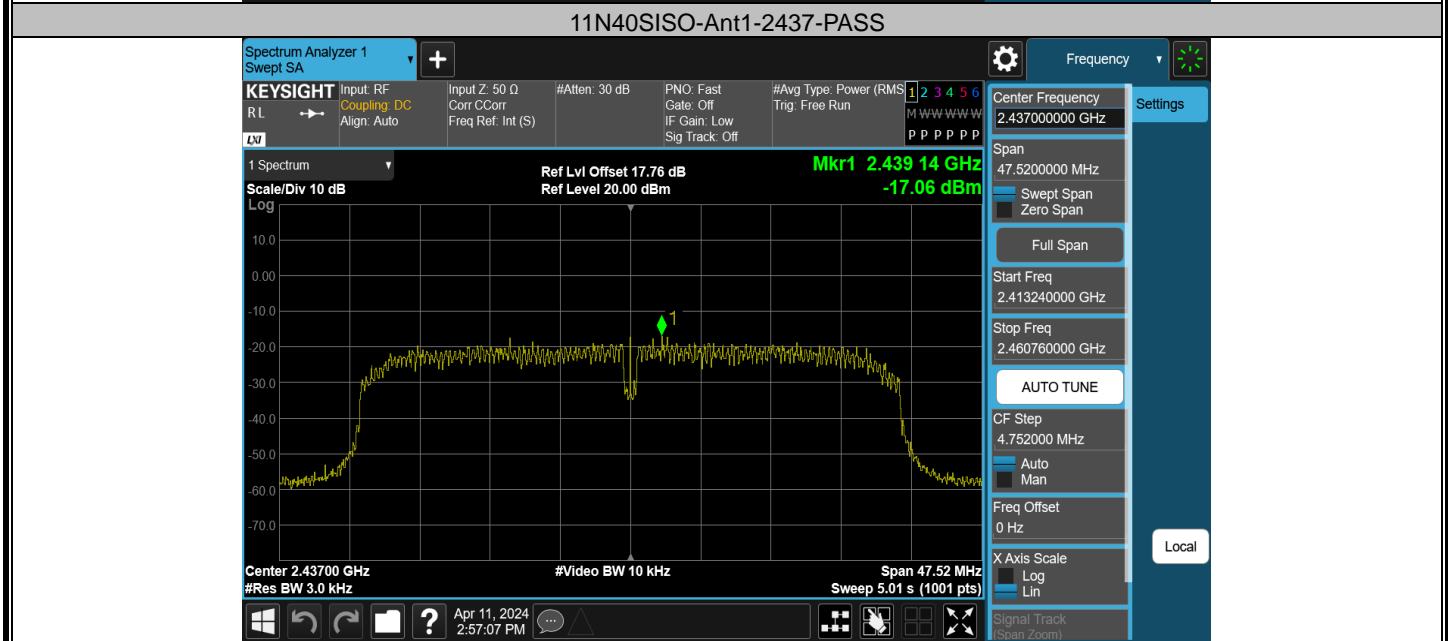 11N40SISO-Ant1-2437-PASS
Spectrum Analyzer 1
Swept SA
+
Frequency
KEYSIGHT
RL
LXI
Input: RF
Coupling: DC
Align: Auto
Input Z: 50 Ω
Corr CCorr
Freq Ref: Int (S)
#Atten: 30 dB
PNO: Fast
Gate: Off
IF Gain: Low
Sig Track: Off
#Avg Type: Power (RMS
Trig: Free Run
1 2 3 4 5 6
M W W W W W
P P P P P P
1 Spectrum
Scale/Div 10 dB
Log
Ref Lvl Offset 17.76 dB
Ref Level 20.00 dBm
Mkr1 2.439 14 GHz
-17.06 dBm
10.0
0.00
-10.0
-20.0
-30.0
-40.0
-50.0
-60.0
-70.0
1
Center 2.43700 GHz
#Res BW 3.0 kHz
#Video BW 10 kHz
Span 47.52 MHz
Sweep 5.01 s (1001 pts)
Center Frequency
2.437000000 GHz
Settings
Span
47.5200000 MHz
Swept Span
Zero Span
Full Span
Start Freq
2.413240000 GHz
Stop Freq
2.460760000 GHz
AUTO TUNE
CF Step
4.752000 MHz
Auto
Man
Freq Offset
0 Hz
X Axis Scale
Log
Lin
Local
Signal Track
(Span Zoom)
?
Apr 11, 2024
2:57:07 PM